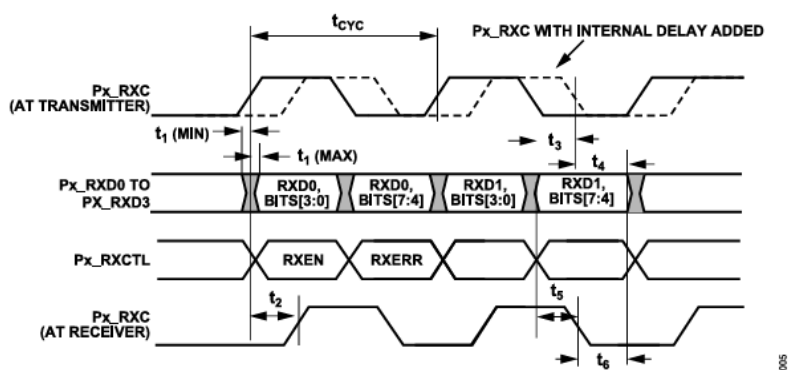 tCYC
Px_RXC WITH INTERNAL DELAY ADDED
Px_RXC
(AT TRANSMITTER)
t1 (MIN)
t1 (MAX)
t3
t4
Px_RXD0 TO
PX_RXD3
RXD0,
BITS[3:0]
RXD0,
BITS[7:4]
RXD1,
BITS[3:0]
RXD1,
BITS[7:4]
Px_RXCTL
RXEN
RXERR
t2
t5
Px_RXC
(AT RECEIVER)
t6
005